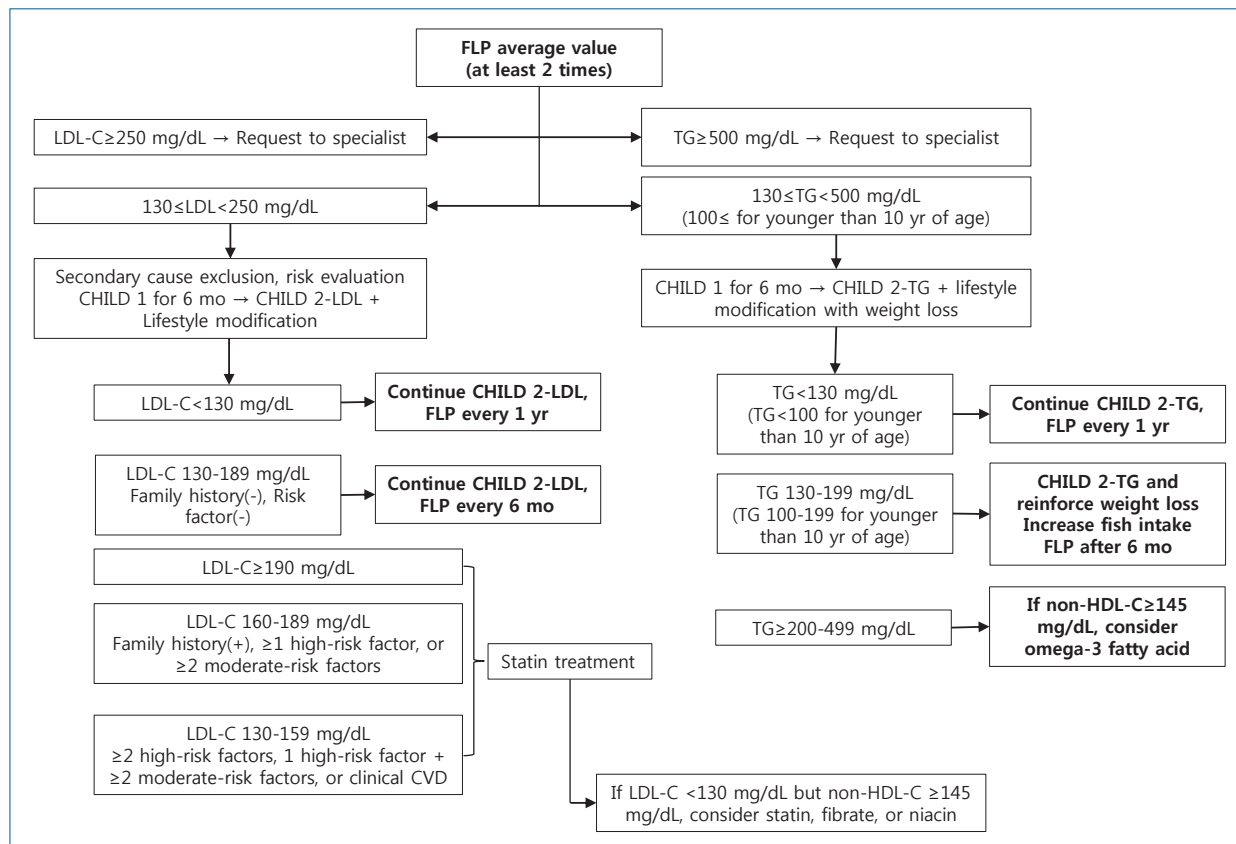 FLP average value
(at least 2 times)
LDL-C≥250 mg/dL → Request to specialist
TG≥500 mg/dL → Request to specialist
130≤LDL<250 mg/dL
130≤TG<500 mg/dL
(100≤ for younger than 10 yr of age)
Secondary cause exclusion, risk evaluation
CHILD 1 for 6 mo → CHILD 2-LDL +
Lifestyle modification
CHILD 1 for 6 mo → CHILD 2-TG + lifestyle
modification with weight loss
LDL-C<130 mg/dL
Continue CHILD 2-LDL,
FLP every 1 yr
TG<130 mg/dL
(TG<100 for younger
than 10 yr of age)
Continue CHILD 2-TG,
FLP every 1 yr
LDL-C 130-189 mg/dL
Family history(-), Risk
factor(-)
Continue CHILD 2-LDL,
FLP every 6 mo
TG 130-199 mg/dL
(TG 100-199 for younger
than 10 yr of age)
CHILD 2-TG and
reinforce weight loss
Increase fish intake
FLP after 6 mo
LDL-C≥190 mg/dL
LDL-C 160-189 mg/dL
Family history(+), ≥1 high-risk factor, or
≥2 moderate-risk factors
Statin treatment
TG≥200-499 mg/dL
If non-HDL-C≥145
mg/dL, consider
omega-3 fatty acid
LDL-C 130-159 mg/dL
≥2 high-risk factors, 1 high-risk factor +
≥2 moderate-risk factors, or clinical CVD
If LDL-C <130 mg/dL but non-HDL-C ≥145
mg/dL, consider statin, fibrate, or niacin